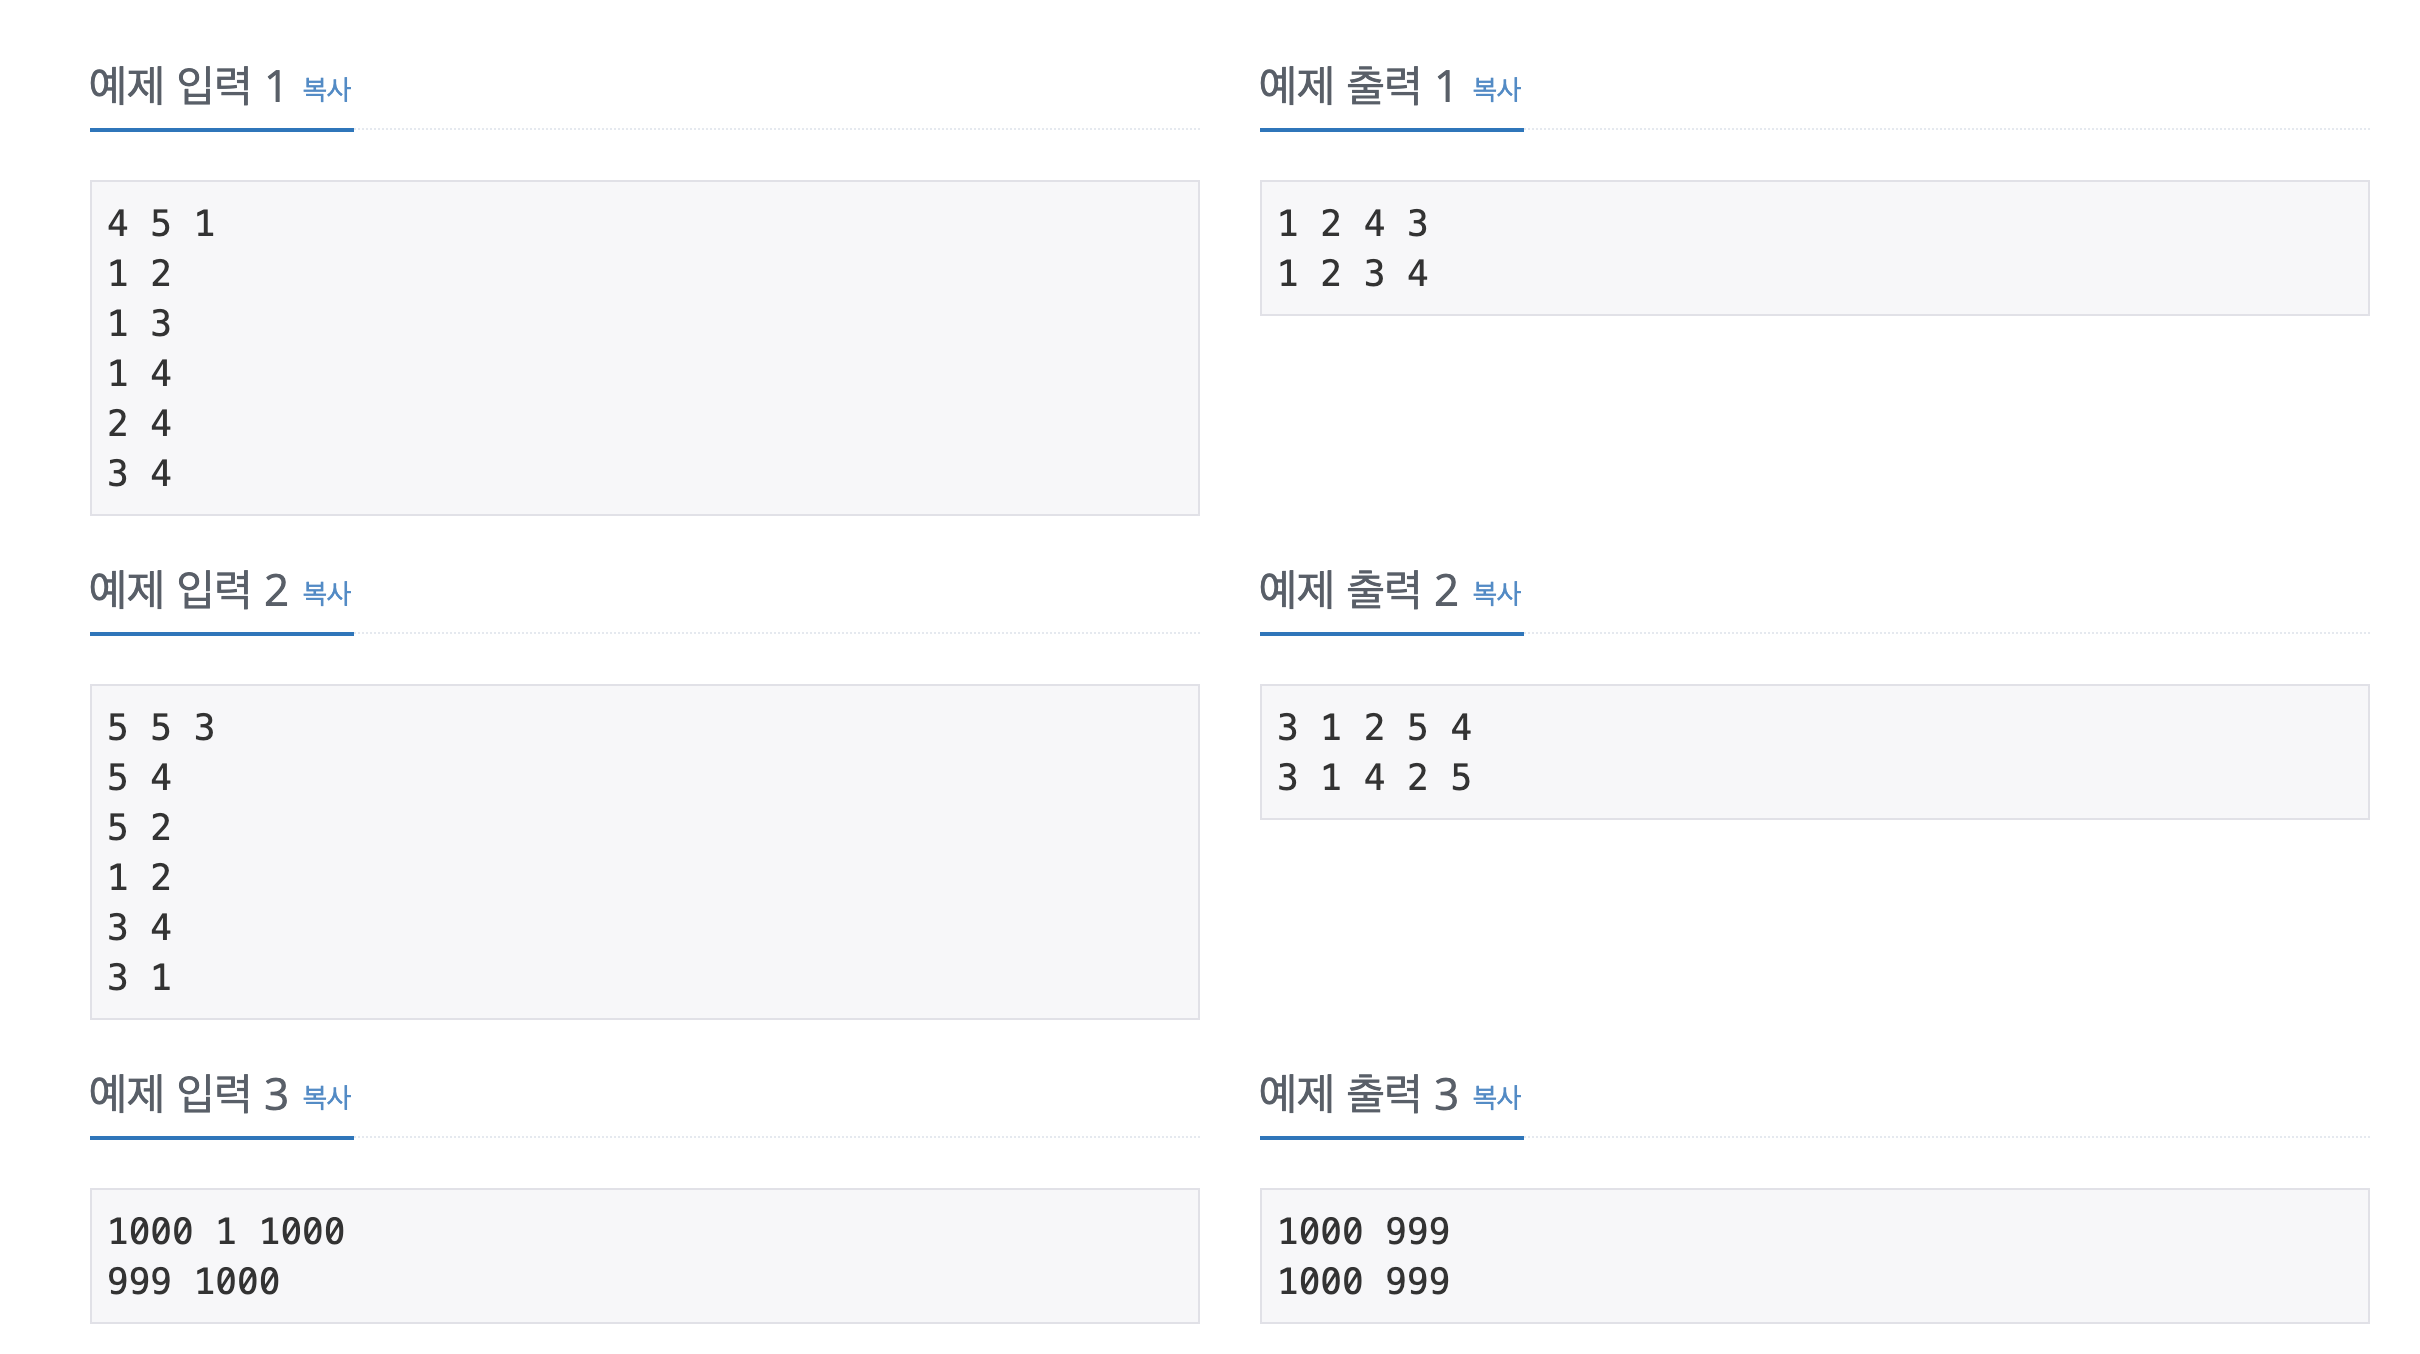 예제 입력 1 복사
4 5 1
1 2
1 3
1 4
2 4
3 4
예제 출력 1 복사
1 2 4 3
1 2 3 4
예제 입력 2 복사
5 5 3
5 4
5 2
1 2
3 4
3 1
예제 출력 2 복사
3 1 2 5 4
3 1 4 2 5
예제 입력 3 복사
1000 1 1000
999 1000
예제 출력 3 복사
1000 999
1000 999